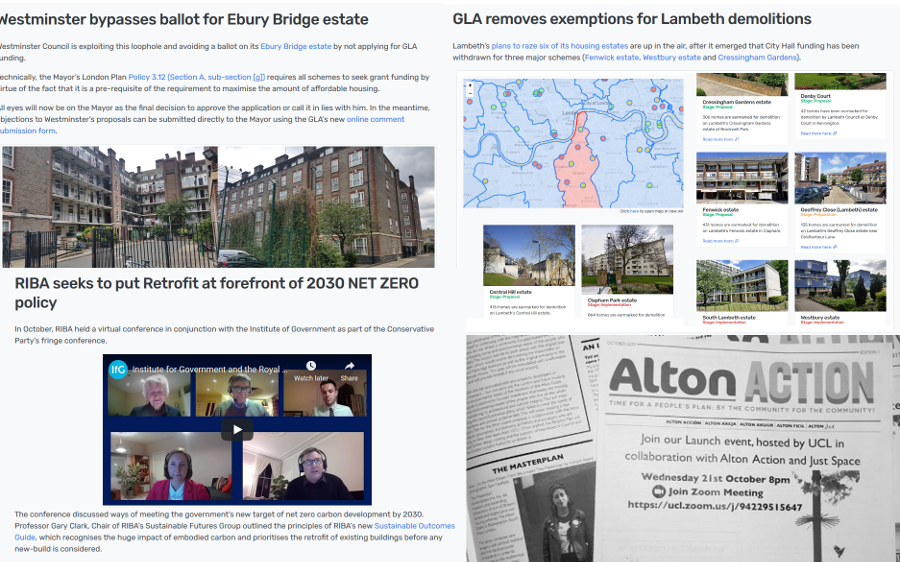 Westminster bypasses ballot for Ebury Bridge estate
Westminster Council is exploiting this loophole and avoiding a ballot on its Ebury Bridge estate by not applying for GLA
funding.
Technically, the Mayor's London Plan Policy 3.12 (Section A, sub-section [g]) requires all schemes to seek grant funding by
virtue of the fact that it is a pre-requisite of the requirement to maximise the amount of affordable housing.
All eyes will now be on the Mayor as the final decision to approve the application or call it in lies with him. In the meantime,
objections to Westminster's proposals can be submitted directly to the Mayor using the GLA's new online comment
submission form.
RIBA seeks to put Retrofit at forefront of 2030 NET ZERO
policy
In October, RIBA held a virtual conference in conjunction with the Institute of Government as part of the Conservative
Party's fringe conference.
IfG
Institute for Government and the Royal ...
Watch later
Share
The conference discussed ways of meeting the government's new target of net zero carbon development by 2030.
Professor Gary Clark, Chair of RIBA's Sustainable Futures Group outlined the principles of RIBA's new Sustainable Outcomes
Guide, which recognises the huge impact of embodied carbon and prioritises the retrofit of existing buildings before any
new-build is considered.
GLA removes exemptions for Lambeth demolitions
Lambeth's plans to raze six of its housing estates are up in the air, after it emerged that City Hall funding has been
withdrawn for three major schemes (Fenwick estate, Westbury estate and Cressingham Gardens).
Click here to open map in new
Cressingham Gardens estate
Stage: Proposal
306 homes are earmarked for demolition
on Lambeth's Cressingham Gardens
estate at Brockwell Park.
Read more here.
Denby Court
Stage: Proposal
42 homes have been earmarked for
demolition by Lambeth Council at Denby
Court in Kennington.
Read more here.
Fenwick estate
Stage: Proposal
431 homes are earmarked for demolition
on Lambeth's Fenwick estate in Clapham.
Read more here.
Geoffrey Close (Lambeth) estate
Stage: Preparation
135 homes are earmarked for demolition
on Lambeth's Geoffrey Close estate near
Coldharbour Lane.
Read more here.
Central Hill estate
Stage: Proposal
on Lambeth's Central Hill estate.
Clapham Park estate
Stage: Implementation
864 homes are earmarked for demolition
South Lambeth estate
Stage: Implementation
Westbury estate
Stage: Implementation
THE MASTERPLAN
OCTOBER
EDITION 1
Alton ACTION
TIME FOR A PEOPLE'S PLAN: BY THE COMMUNITY FOR THE COMMUNITY!
Join our Launch event, hosted by UCL in
collaboration with Alton Action and Just Space
Wednesday 21st October 8pm
Join Zoom Meeting
https://ucl.zoom.us/j/94229515647